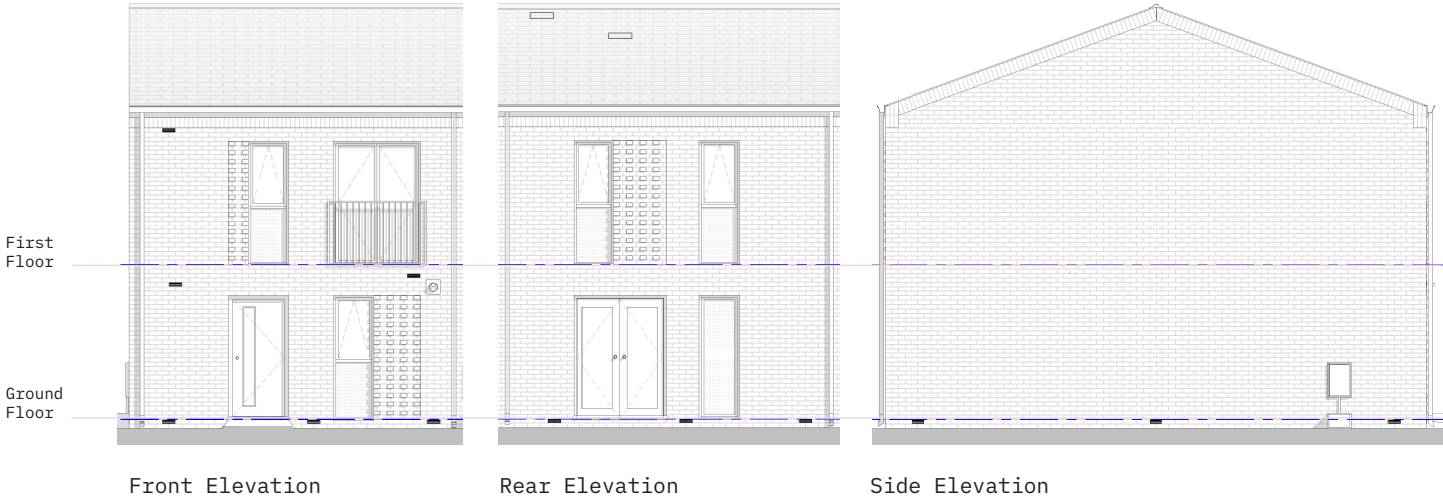 First
Floor
Ground
Floor
Front Elevation
Rear Elevation
Side Elevation